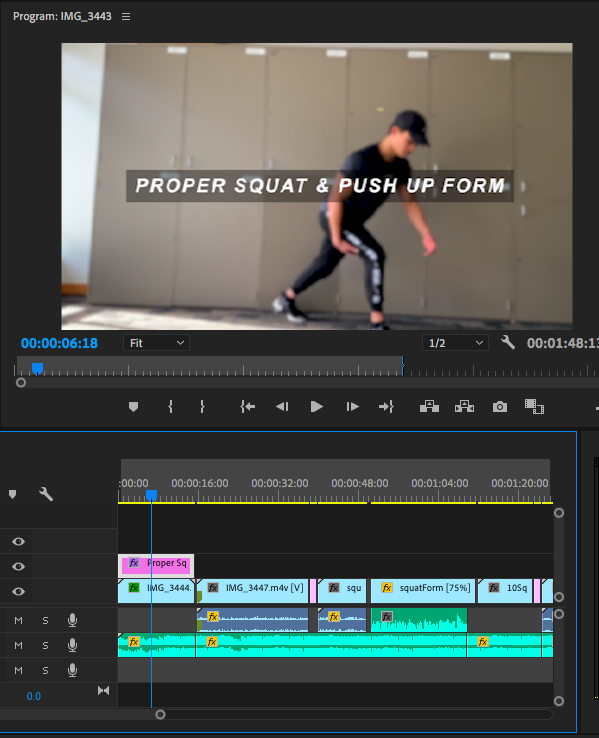 Program: IMG_3443
PROPER SQUAT & PUSH UP FORM
00:00:06:18 Fit 1/2 00:01:48:13
:00:00 00:00:16:00 00:00:32:00 00:00:48:00 00:01:04:00 00:01:20:00
fx Proper Sq
fx IMG_3444. fx IMG_3447.m4v [V] fx squ fx squatForm [75%] fx 10Sq
M S fx fx fx
M S fx fx fx
M S
0.0